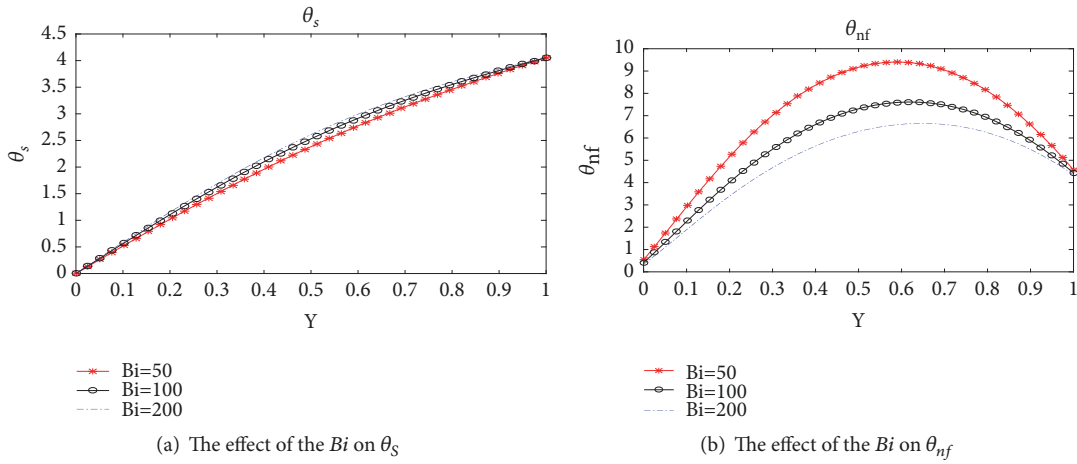 θs
4.5
4
3.5
3
2.5
2
1.5
1
0.5
0
θs
0 0.1 0.2 0.3 0.4 0.5 0.6 0.7 0.8 0.9 1
Y
Bi=50
Bi=100
Bi=200
(a) The effect of the Bi on θS
θnf
10
9
8
7
6
5
4
3
2
1
0
θnf
0 0.1 0.2 0.3 0.4 0.5 0.6 0.7 0.8 0.9 1
Y
Bi=50
Bi=100
Bi=200
(b) The effect of the Bi on θnf